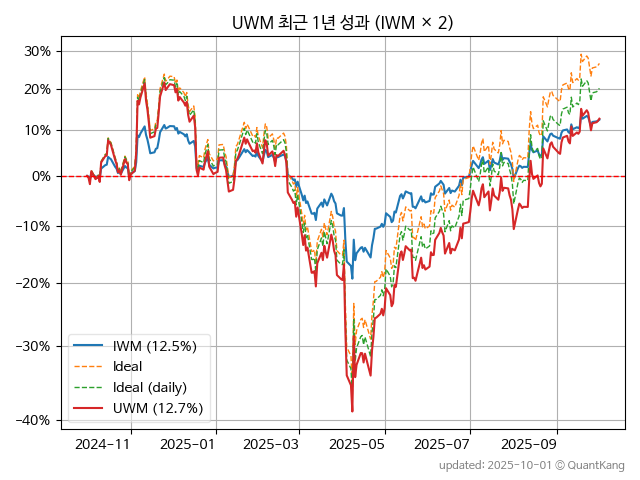 UWM 최근 1년 성과 (IWM × 2)
30%
20%
10%
0%
−10%
−20%
−30%
−40%
IWM (12.5%)
Ideal
Ideal (daily)
UWM (12.7%)
2024-11
2025-01
2025-03
2025-05
2025-07
2025-09
updated: 2025-10-01 © QuantKang